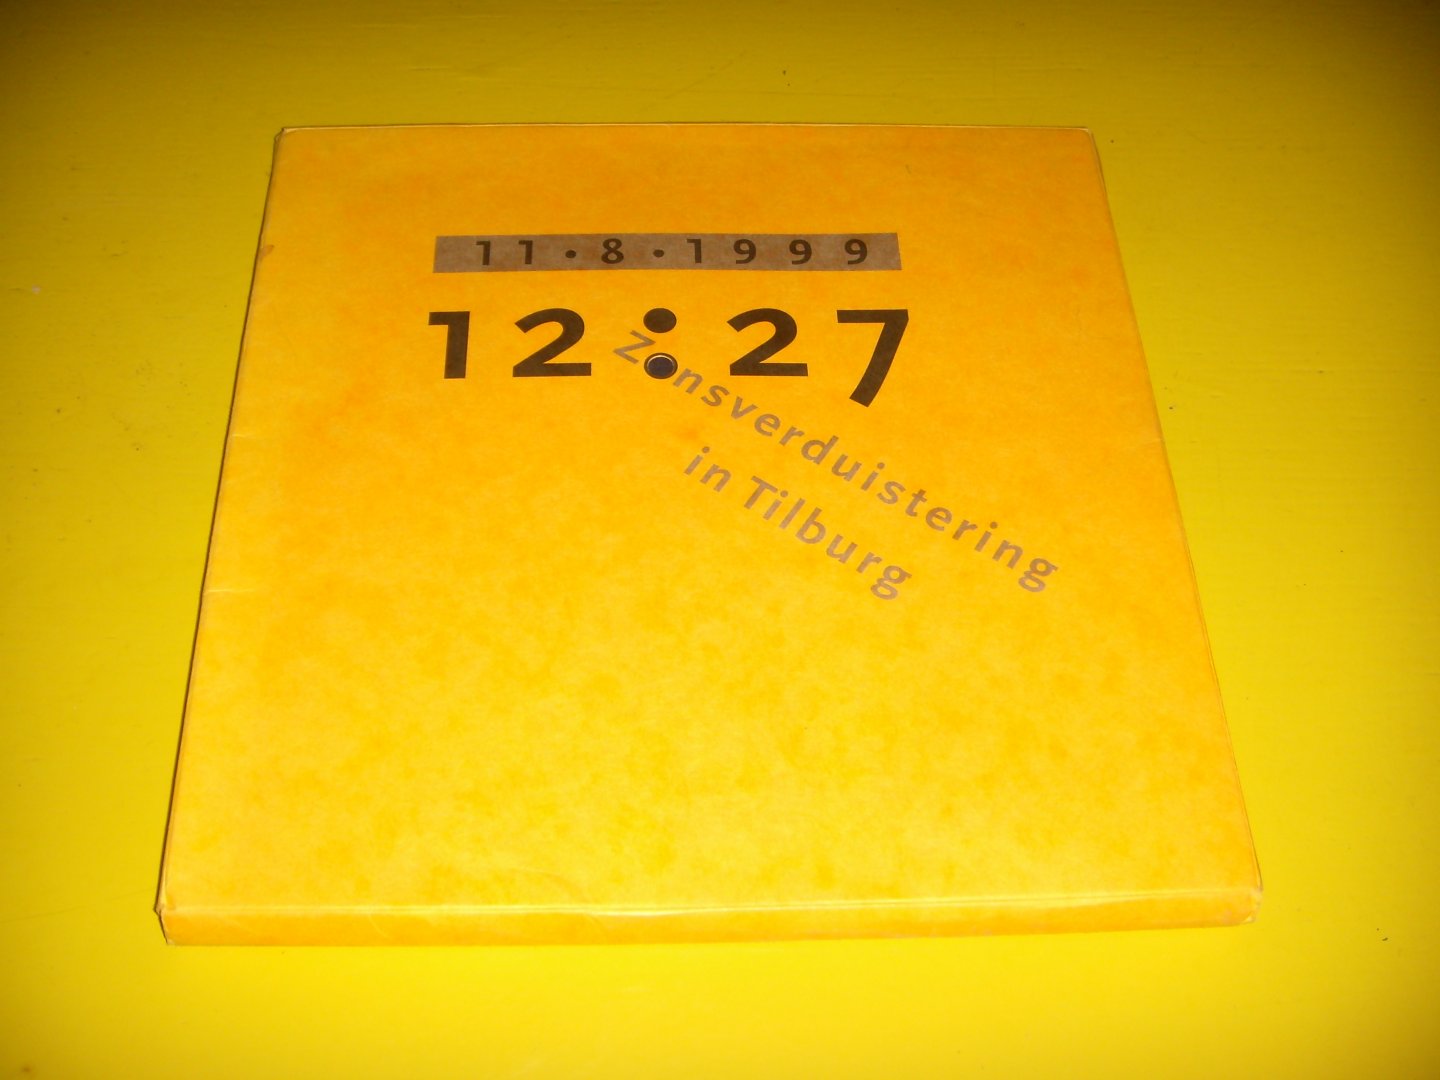 11·8·1999
12:27
Zonsverduistering
in Tilburg